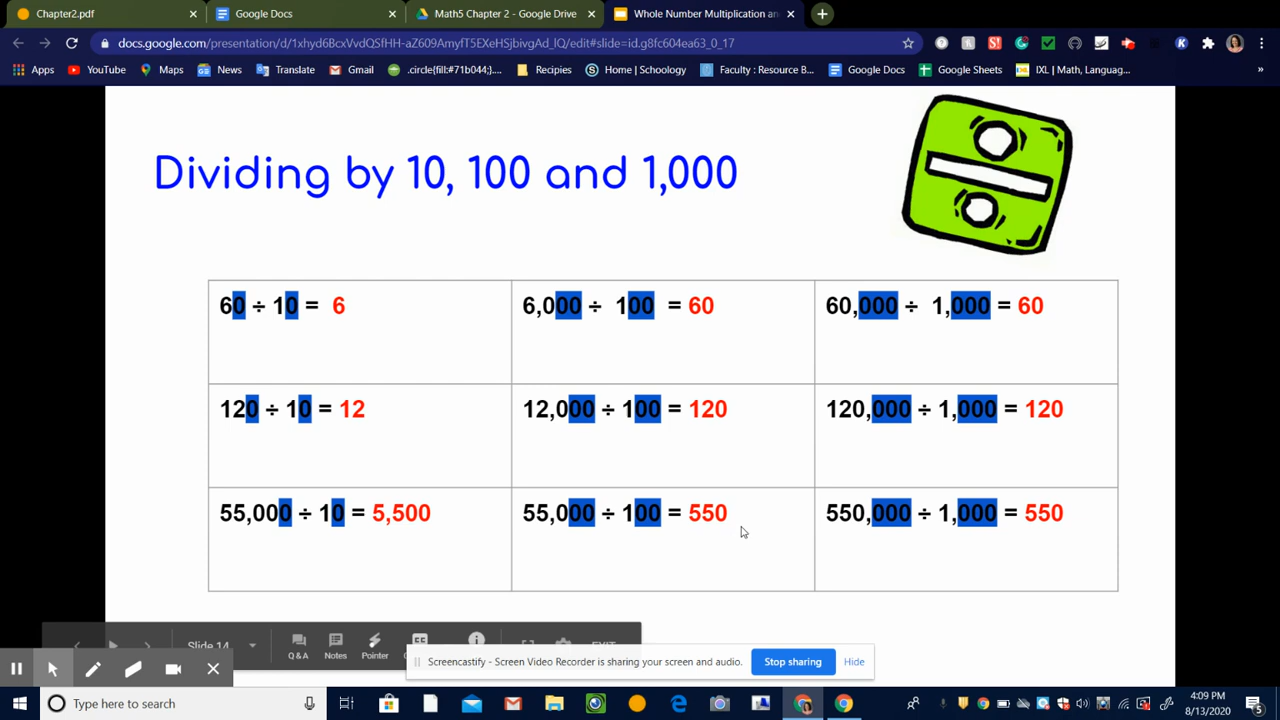 Chapter2.pdf
Google Docs
Math5 Chapter 2 - Google Drive
Whole Number Multiplication an
docs.google.com/presentation/d/1xhyd6BcxVvdQSfHH-aZ609AmyfT5EXeHSjbivgAd_lQ/edit#slide=id.g8fc604ea63_0_17
Apps YouTube Maps News Translate Gmail .circle{fill:#71b044;}... Recipies Home | Schoology Faculty : Resource B... Google Docs Google Sheets IXL | Math, Languag... »
Dividing by 10, 100 and 1,000
60 ÷ 10 = 6
6,000 ÷ 100 = 60
60,000 ÷ 1,000 = 60
120 ÷ 10 = 12
12,000 ÷ 100 = 120
120,000 ÷ 1,000 = 120
55,000 ÷ 10 = 5,500
55,000 ÷ 100 = 550
550,000 ÷ 1,000 = 550
Slide 14
Q & A Notes Pointer
EXIT
Screencastify - Screen Video Recorder is sharing your screen and audio. Stop sharing Hide
Type here to search
4:09 PM
8/13/2020